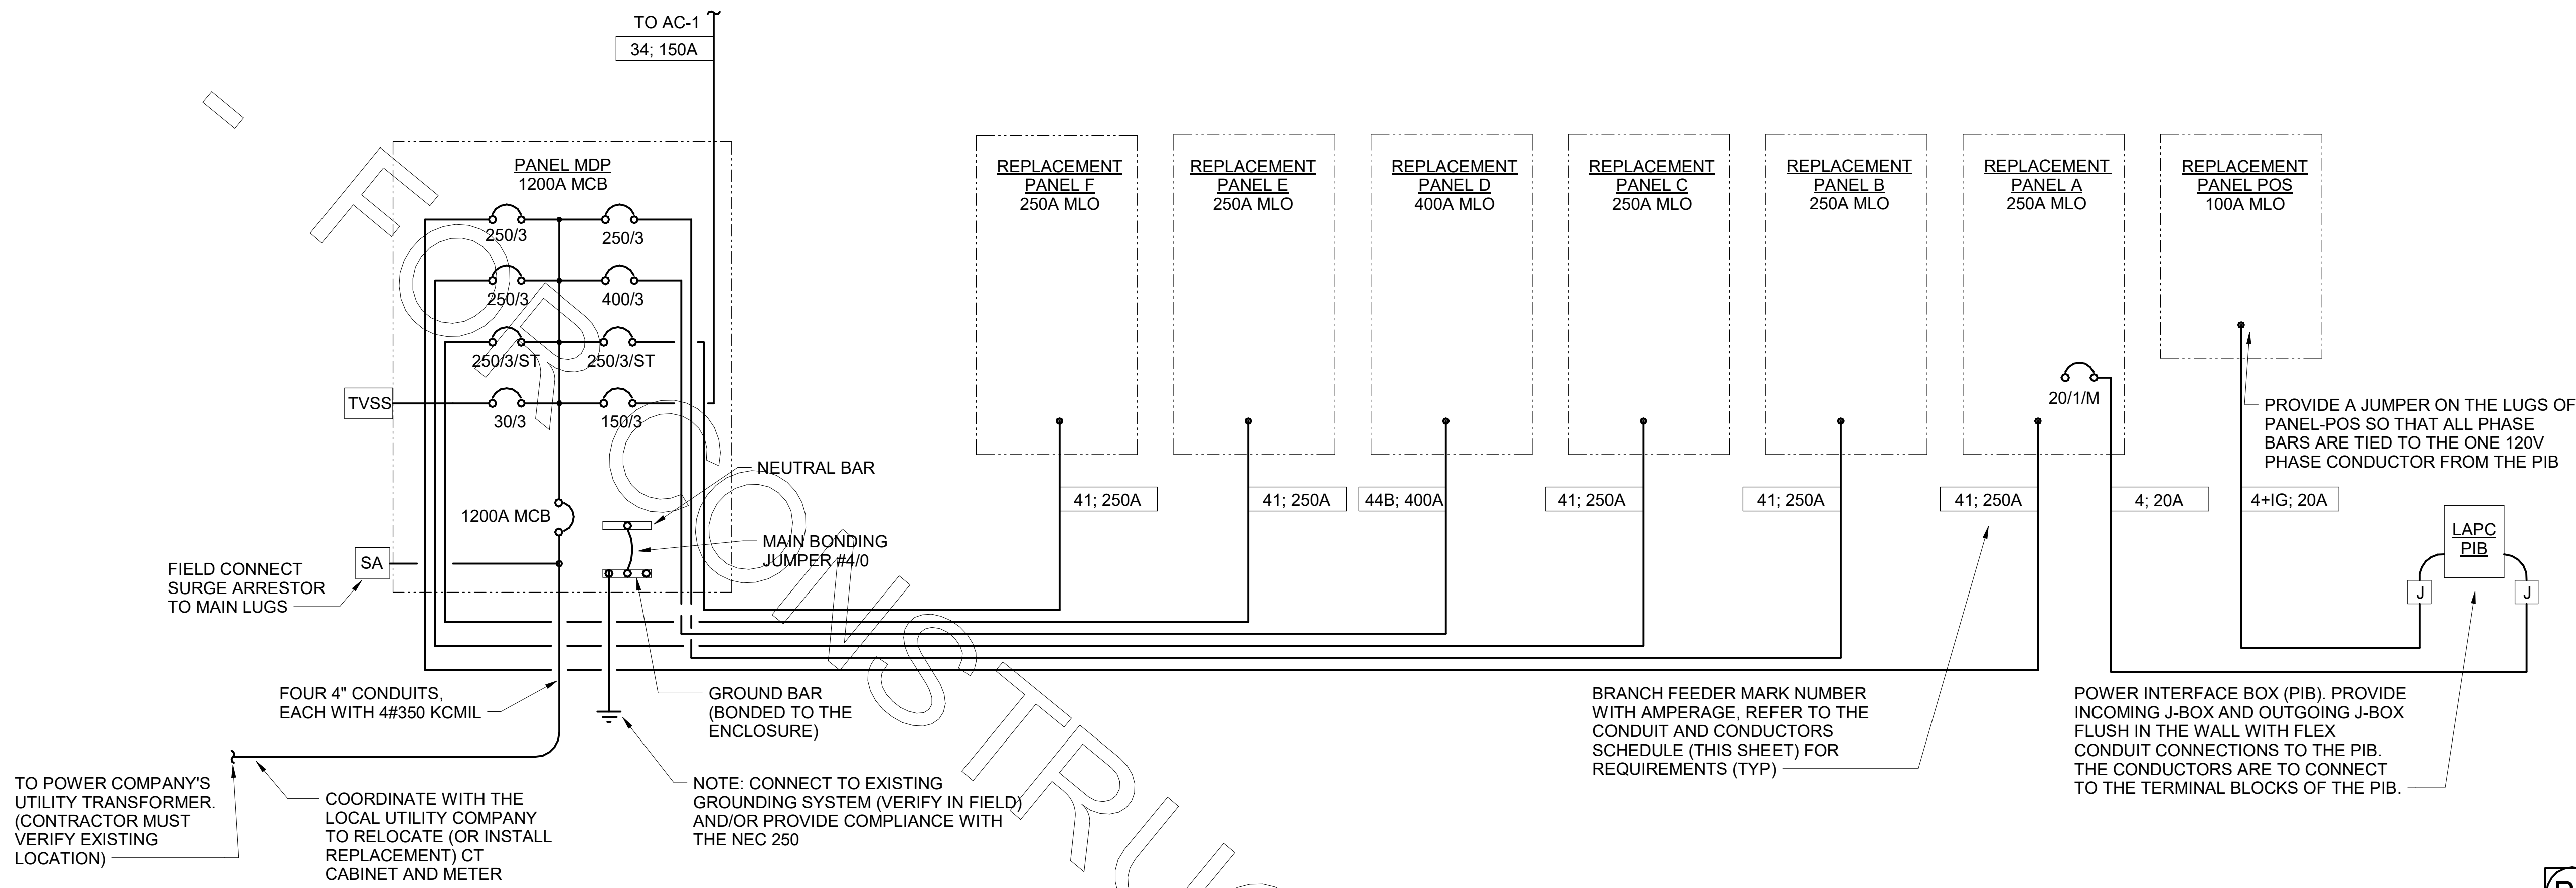 TO AC-1
34; 150A
PANEL MDP
1200A MCB
250/3
250/3
250/3
400/3
250/3/ST
250/3/ST
TVSS
30/3
150/3
NEUTRAL BAR
1200A MCB
MAIN BONDING
JUMPER #4/0
SA
FIELD CONNECT
SURGE ARRESTOR
TO MAIN LUGS
FOUR 4" CONDUITS,
EACH WITH 4#350 KCMIL
GROUND BAR
(BONDED TO THE
ENCLOSURE)
TO POWER COMPANY'S
UTILITY TRANSFORMER.
(CONTRACTOR MUST
VERIFY EXISTING
LOCATION)
COORDINATE WITH THE
LOCAL UTILITY COMPANY
TO RELOCATE (OR INSTALL
REPLACEMENT) CT
CABINET AND METER
NOTE: CONNECT TO EXISTING
GROUNDING SYSTEM (VERIFY IN FIELD)
AND/OR PROVIDE COMPLIANCE WITH
THE NEC 250
REPLACEMENT
PANEL F
250A MLO
REPLACEMENT
PANEL E
250A MLO
REPLACEMENT
PANEL D
400A MLO
REPLACEMENT
PANEL C
250A MLO
REPLACEMENT
PANEL B
250A MLO
REPLACEMENT
PANEL A
250A MLO
REPLACEMENT
PANEL POS
100A MLO
20/1/M
PROVIDE A JUMPER ON THE LUGS OF
PANEL-POS SO THAT ALL PHASE
BARS ARE TIED TO THE ONE 120V
PHASE CONDUCTOR FROM THE PIB
41; 250A
41; 250A
44B; 400A
41; 250A
41; 250A
41; 250A
4; 20A
4+IG; 20A
LAPC
PIB
J
J
BRANCH FEEDER MARK NUMBER
WITH AMPERAGE, REFER TO THE
CONDUIT AND CONDUCTORS
SCHEDULE (THIS SHEET) FOR
REQUIREMENTS (TYP)
POWER INTERFACE BOX (PIB). PROVIDE
INCOMING J-BOX AND OUTGOING J-BOX
FLUSH IN THE WALL WITH FLEX
CONDUIT CONNECTIONS TO THE PIB.
THE CONDUCTORS ARE TO CONNECT
TO THE TERMINAL BLOCKS OF THE PIB.